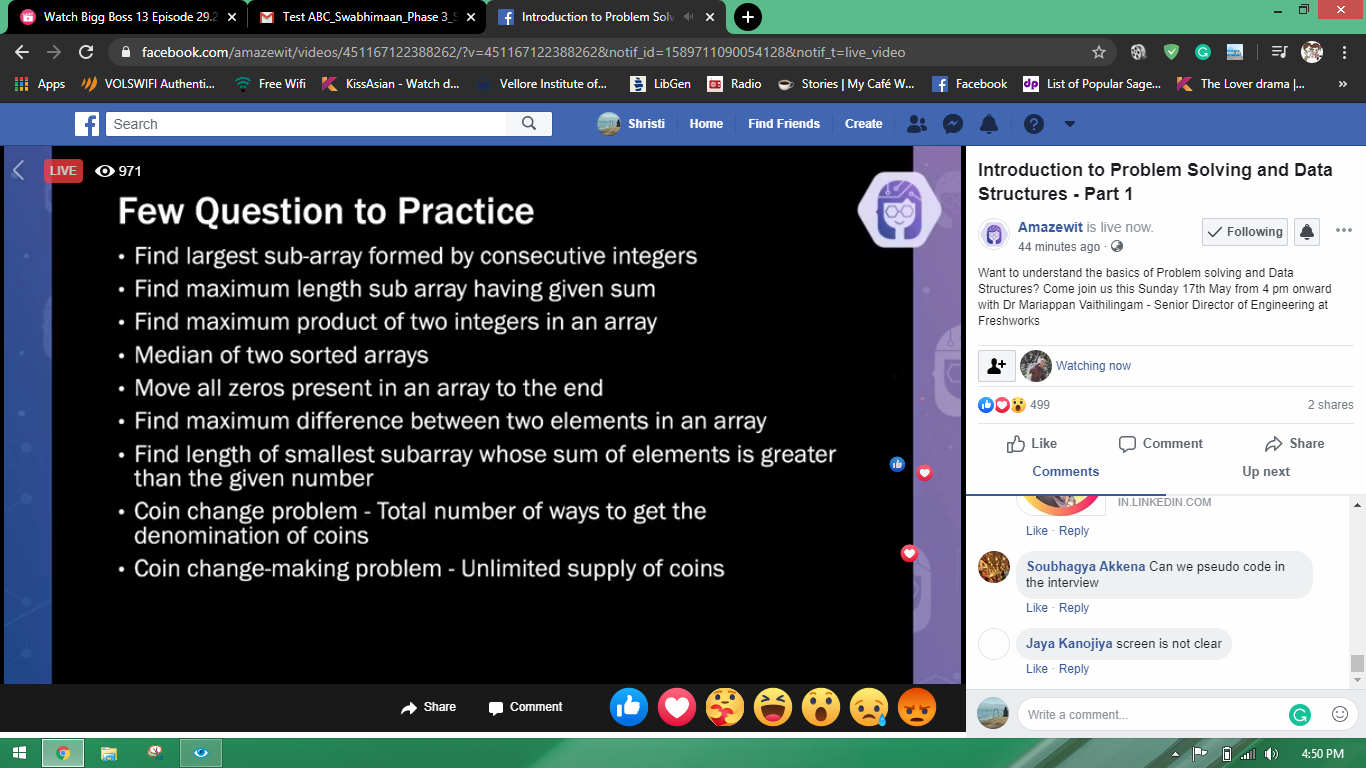 Watch Bigg Boss 13 Episode 29.2
Test ABC_Swabhimaan_Phase 3_S
Introduction to Problem Solv
facebook.com/amazewit/videos/451167122388262/?v=451167122388262&notif_id=1589711090054128&notif_t=live_video
Apps
VOLSWIFI Authenti...
Free Wifi
KissAsian - Watch d...
Vellore Institute of...
LibGen
Radio
Stories | My Café W...
Facebook
dp
List of Popular Sage...
The Lover drama |...
»
Search
Shristi
Home
Find Friends
Create
LIVE
971
Few Question to Practice
• Find largest sub-array formed by consecutive integers
• Find maximum length sub array having given sum
• Find maximum product of two integers in an array
• Median of two sorted arrays
• Move all zeros present in an array to the end
• Find maximum difference between two elements in an array
• Find length of smallest subarray whose sum of elements is greater
than the given number
• Coin change problem - Total number of ways to get the
denomination of coins
• Coin change-making problem - Unlimited supply of coins
Share
Comment
Introduction to Problem Solving and Data
Structures - Part 1
Amazewit is live now.
44 minutes ago ·
Following
Want to understand the basics of Problem solving and Data
Structures? Come join us this Sunday 17th May from 4 pm onward
with Dr Mariappan Vaithilingam - Senior Director of Engineering at
Freshworks
Watching now
499
2 shares
Like
Comment
Share
Comments
Up next
IN.LINKEDIN.COM
Like · Reply
Soubhagya Akkena Can we pseudo code in
the interview
Like · Reply
Jaya Kanojiya screen is not clear
Like · Reply
Write a comment...
4:50 PM